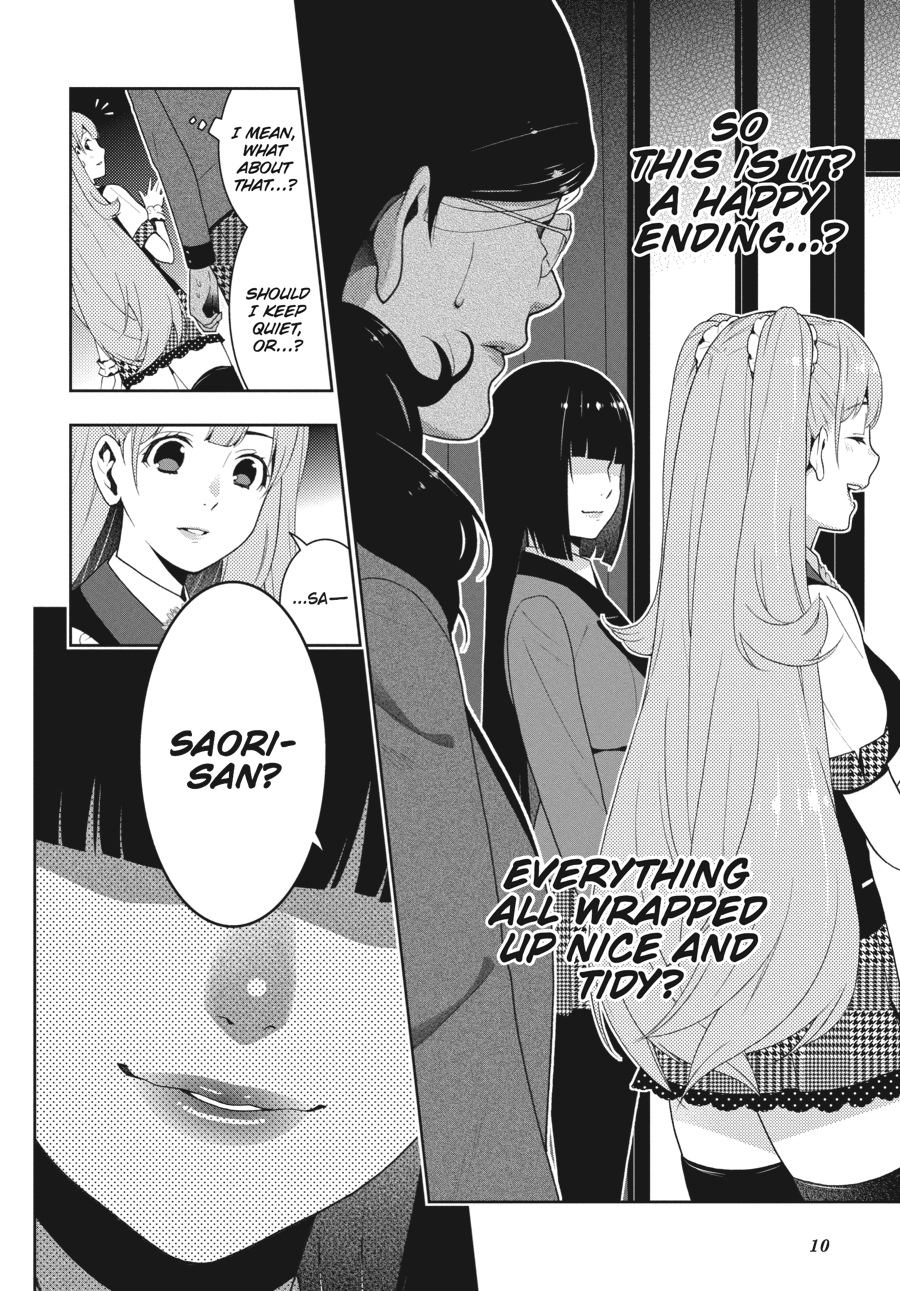 SO
THIS IS IT?
A HAPPY
ENDING...?
EVERYTHING
ALL WRAPPED
UP NICE AND
TIDY?
I MEAN,
WHAT
ABOUT
THAT...?
SHOULD
I KEEP
QUIET,
OR...?
...SA—
SAORI-
SAN?
10